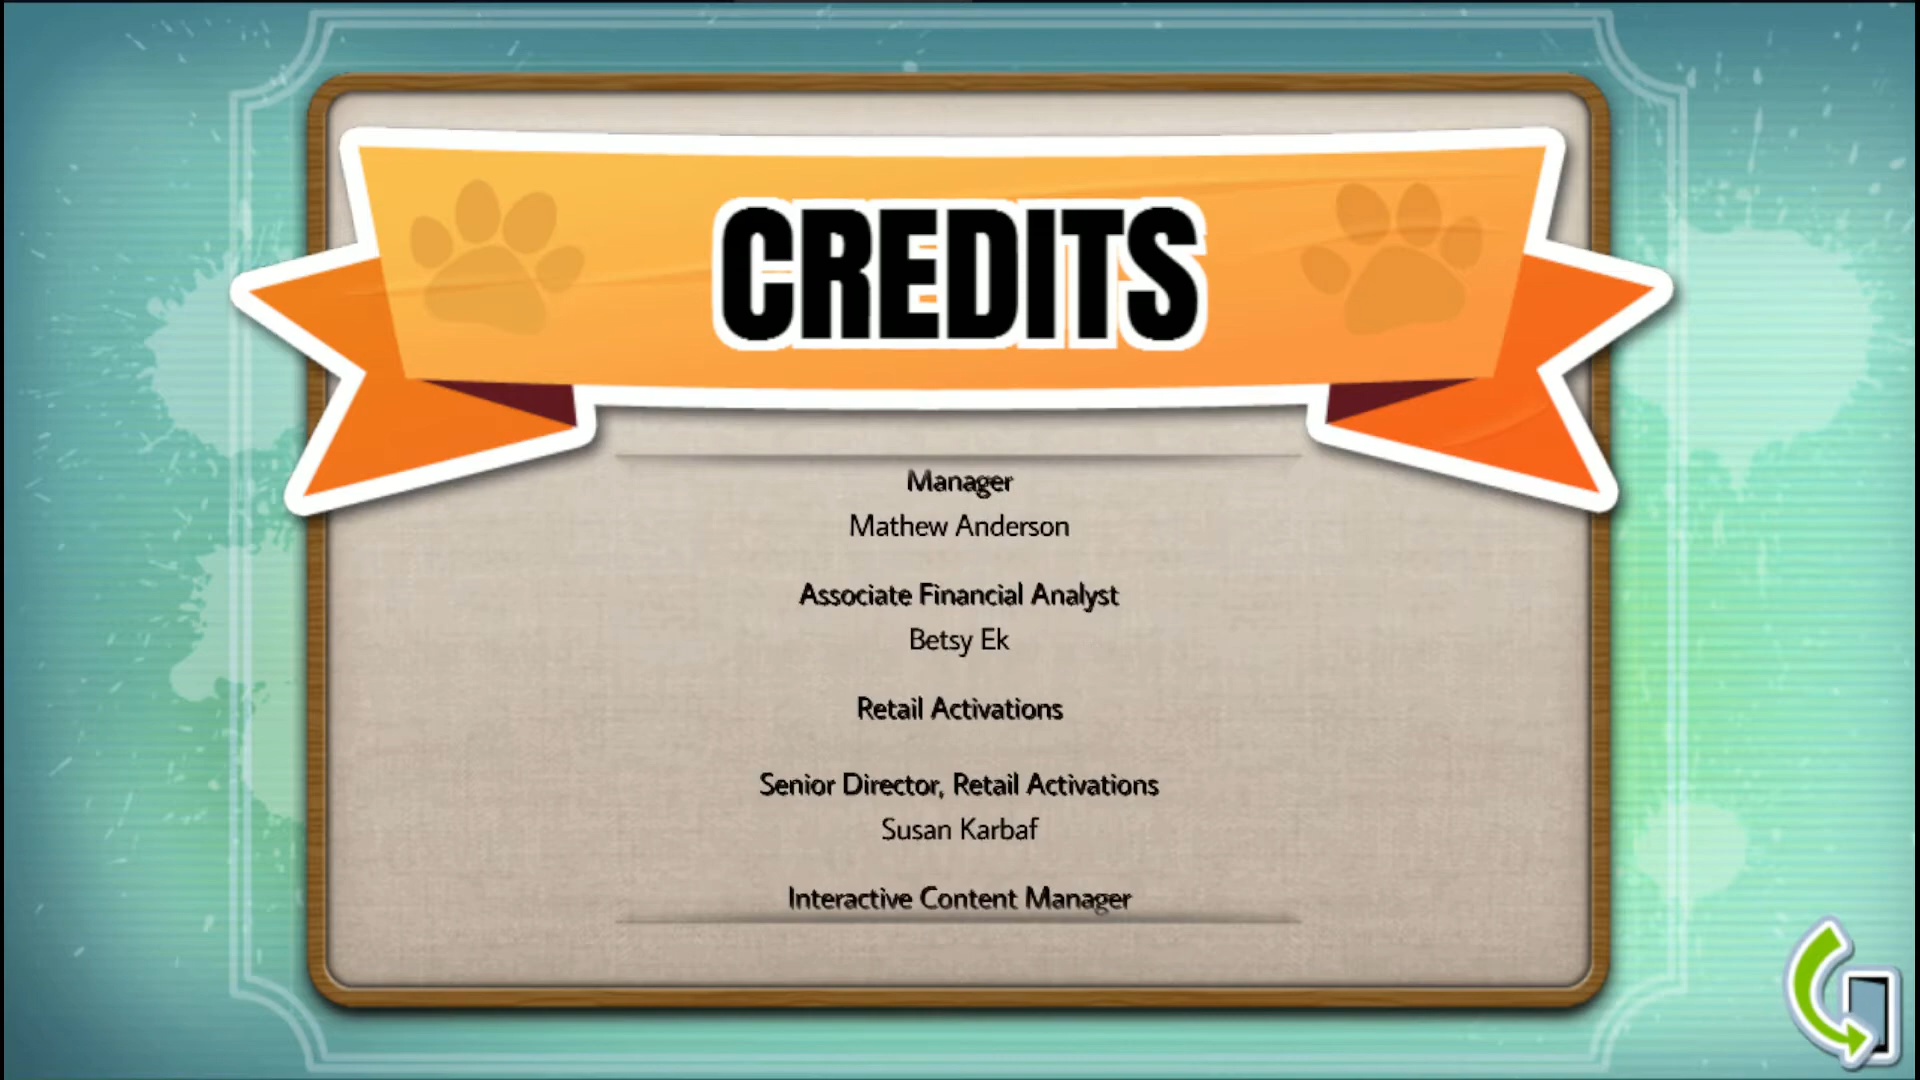 CREDITS
Manager
Mathew Anderson
Associate Financial Analyst
Betsy Ek
Retail Activations
Senior Director, Retail Activations
Susan Karbaf
Interactive Content Manager